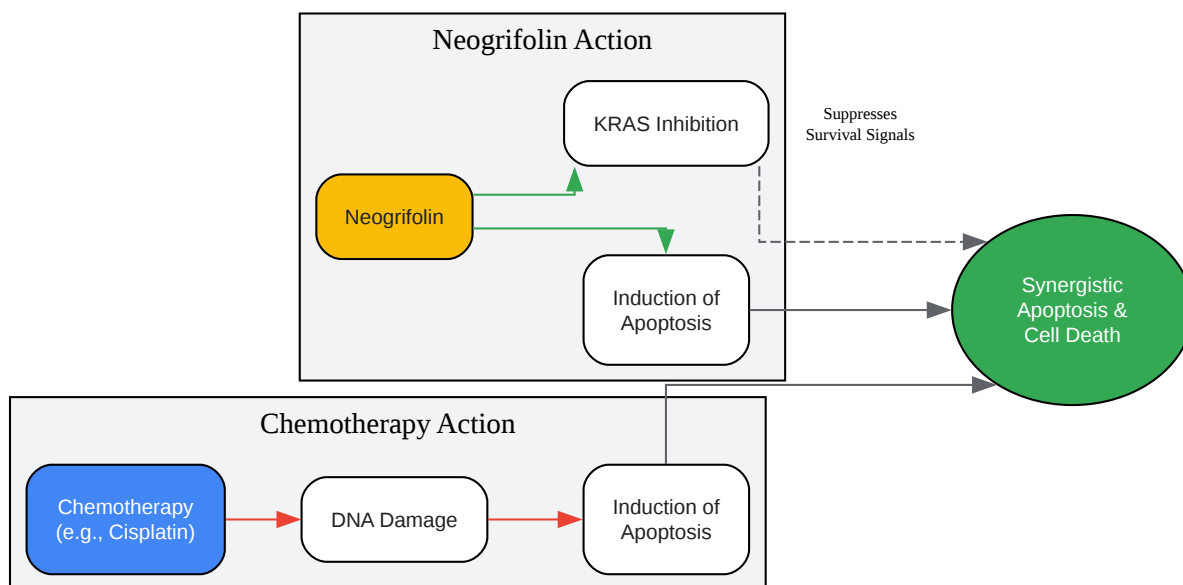 Neogrifolin Action
KRAS Inhibition
Suppresses
Survival Signals
Neogrifolin
Induction of
Apoptosis
Synergistic
Apoptosis &
Cell Death
Chemotherapy Action
Chemotherapy
(e.g., Cisplatin)
DNA Damage
Induction of
Apoptosis